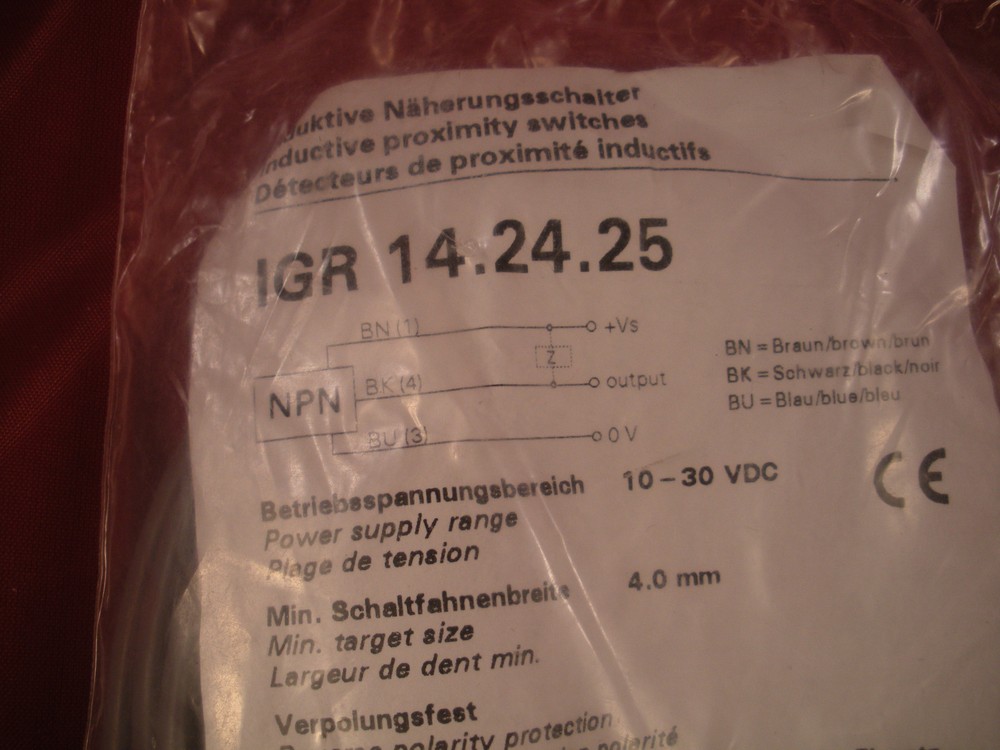 duktive Näherungsschalter
nductive proximity switches
Détecteurs de proximité inductifs
IGR 14.24.25
BN (1)
+Vs
Z
NPN
BK (4)
output
BU (3)
0 V
BN = Braun/brown/brun
BK = Schwarz/black/noir
BU = Blau/blue/bleu
CE
Betriebsspannungsbereich 10 – 30 VDC
Power supply range
Plage de tension
Min. Schaltfahnenbreite 4.0 mm
Min. target size
Largeur de dent min.
Verpolungsfest
polarity protection
polarité